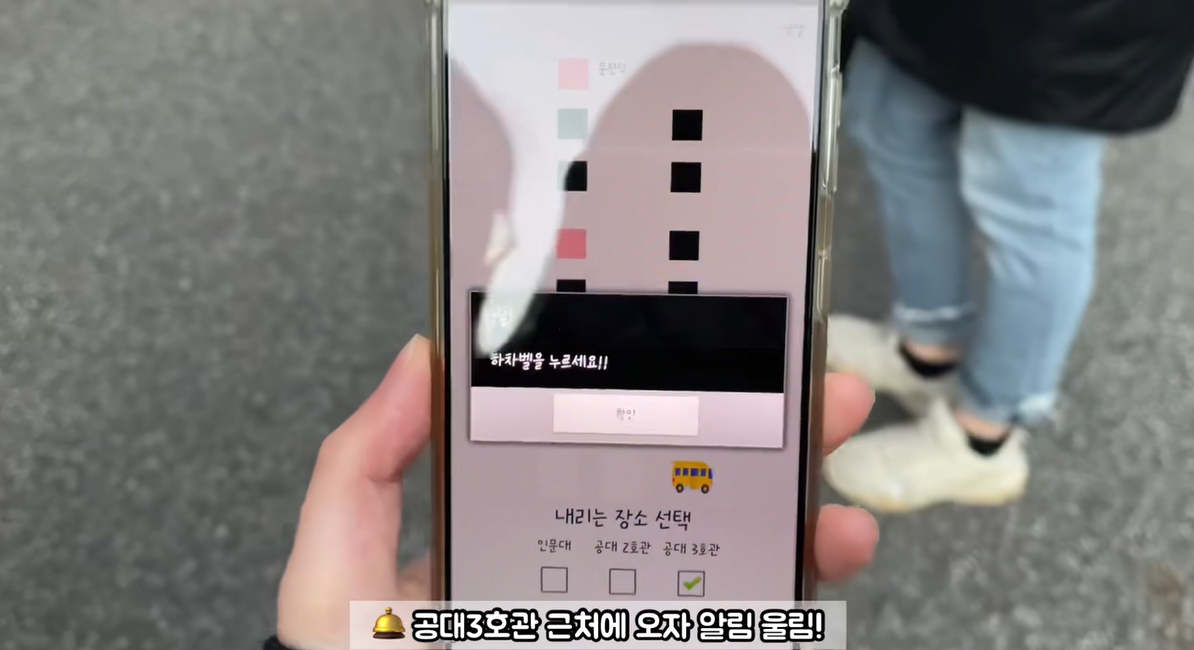 운전석
하차벨을 누르세요!!
확인
내리는 장소 선택
인문대 공대 2호관 공대 3호관
공대3호관 근처에 오자 알림 울림!